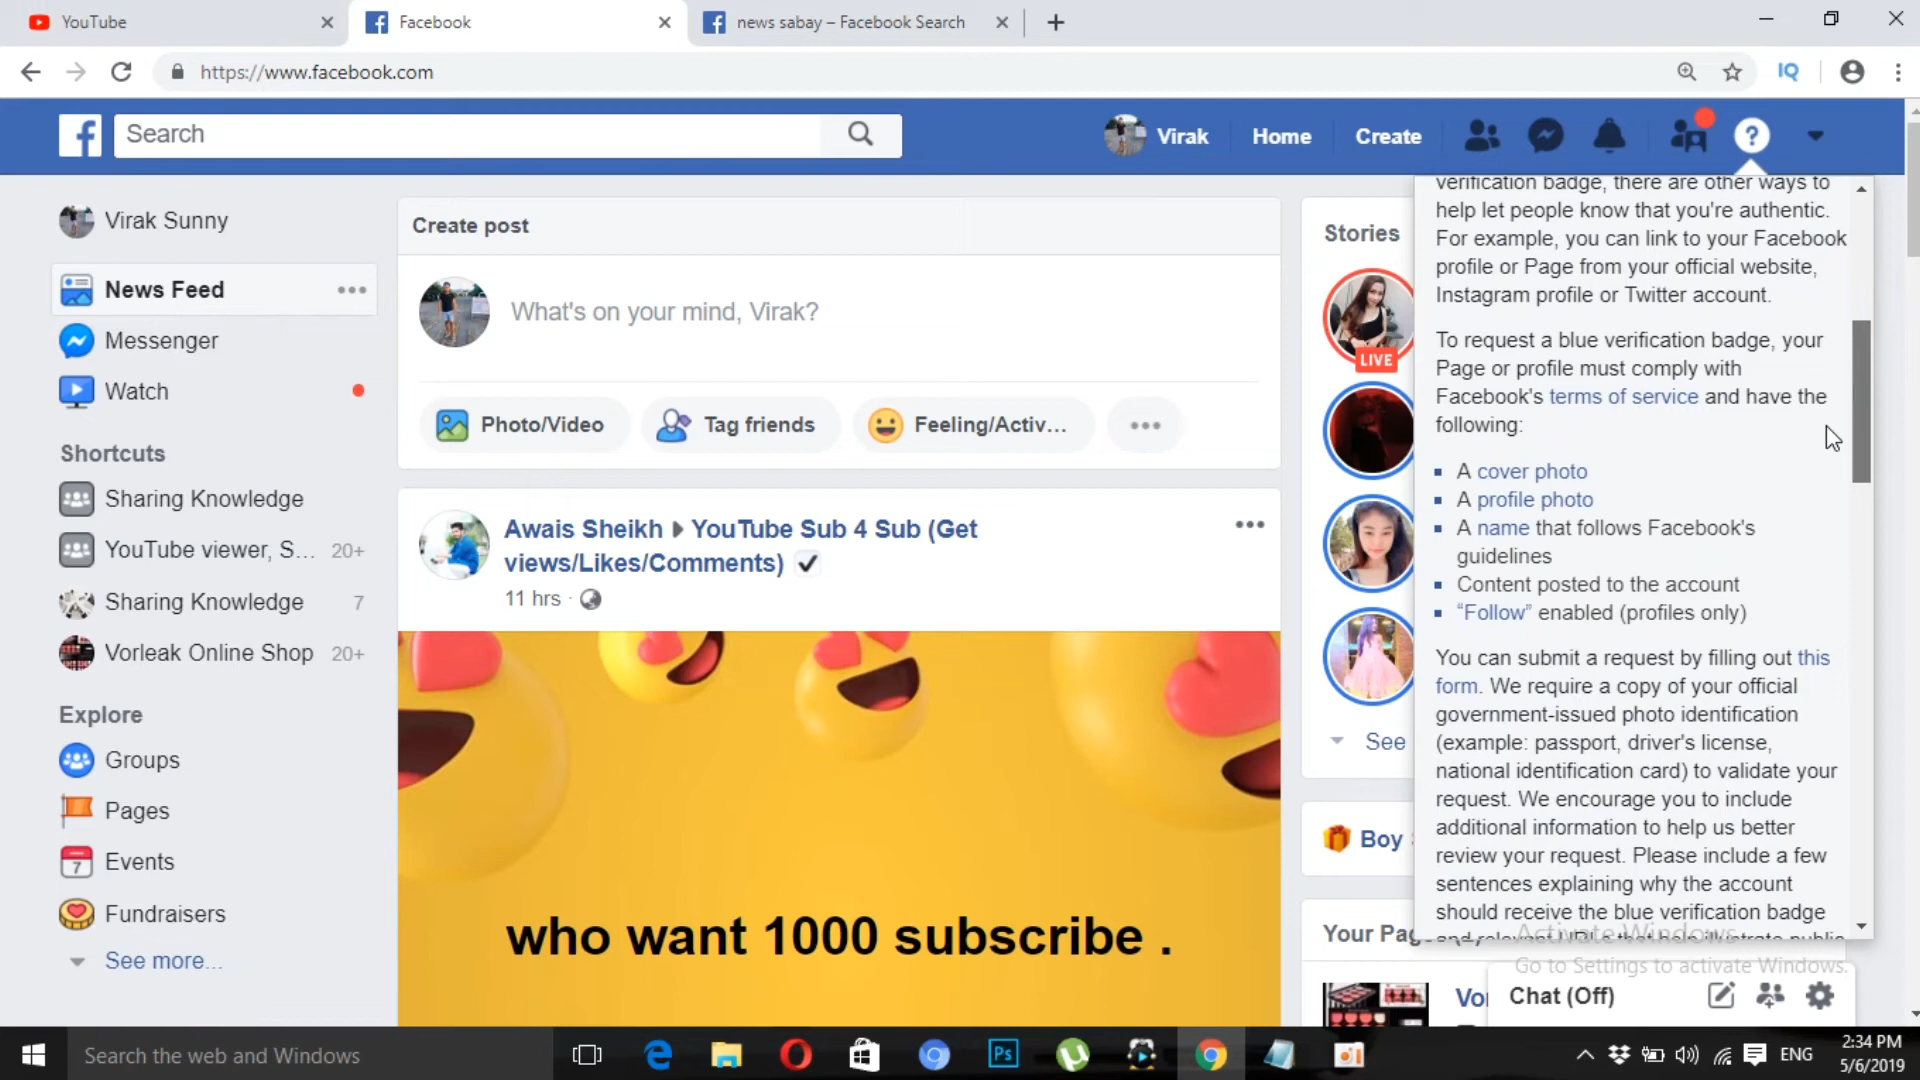 YouTube
Facebook
news sabay – Facebook Search
https://www.facebook.com
IQ
Search
Virak
Home
Create
Virak Sunny
News Feed
Messenger
Watch
Shortcuts
Sharing Knowledge
YouTube viewer, S... 20+
Sharing Knowledge 7
Vorleak Online Shop 20+
Explore
Groups
Pages
7
Events
Fundraisers
See more...
Create post
What's on your mind, Virak?
Photo/Video
Tag friends
Feeling/Activ...
Awais Sheikh YouTube Sub 4 Sub (Get
views/Likes/Comments)
11 hrs ·
who want 1000 subscribe .
Stories
LIVE
See
Boy
Your Pag
Vo
verification badge, there are other ways to
help let people know that you're authentic.
For example, you can link to your Facebook
profile or Page from your official website,
Instagram profile or Twitter account.
To request a blue verification badge, your
Page or profile must comply with
Facebook's terms of service and have the
following:
A cover photo
A profile photo
A name that follows Facebook's
guidelines
Content posted to the account
“Follow” enabled (profiles only)
You can submit a request by filling out this
form. We require a copy of your official
government-issued photo identification
(example: passport, driver's license,
national identification card) to validate your
request. We encourage you to include
additional information to help us better
review your request. Please include a few
sentences explaining why the account
should receive the blue verification badge
Activate Windows
Go to Settings to activate Windows.
Chat (Off)
Search the web and Windows
Ps
ENG
2:34 PM
5/6/2019